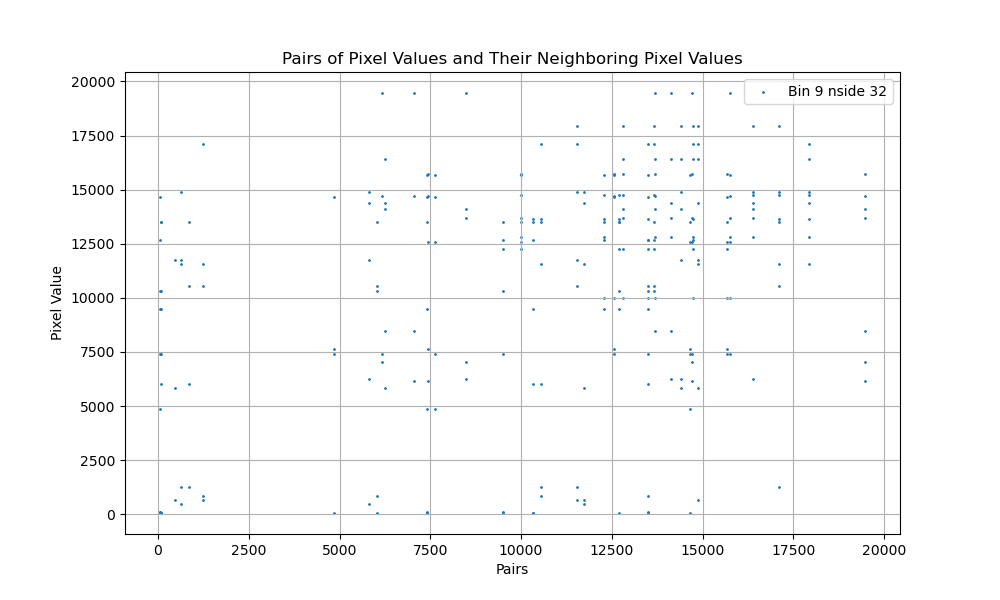 Pairs of Pixel Values and Their Neighboring Pixel Values
Bin 9 nside 32
20000
17500
15000
12500
10000
7500
5000
2500
0
Pixel Value
0 2500 5000 7500 10000 12500 15000 17500 20000
Pairs